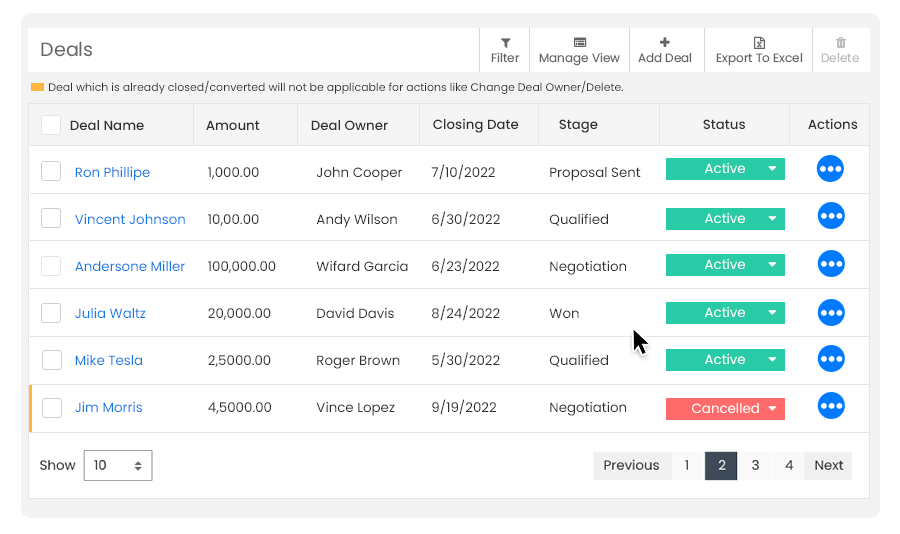 Deals
Filter Manage View Add Deal Export To Excel Delete
Deal which is already closed/converted will not be applicable for actions like Change Deal Owner/Delete.
Deal Name Amount Deal Owner Closing Date Stage Status Actions
Ron Phillipe 1,000.00 John Cooper 7/10/2022 Proposal Sent Active
Vincent Johnson 10,00.00 Andy Wilson 6/30/2022 Qualified Active
Andersone Miller 100,000.00 Wifard Garcia 6/23/2022 Negotiation Active
Julia Waltz 20,000.00 David Davis 8/24/2022 Won Active
Mike Tesla 2,5000.00 Roger Brown 5/30/2022 Qualified Active
Jim Morris 4,5000.00 Vince Lopez 9/19/2022 Negotiation Cancelled
Show 10 Previous 1 2 3 4 Next